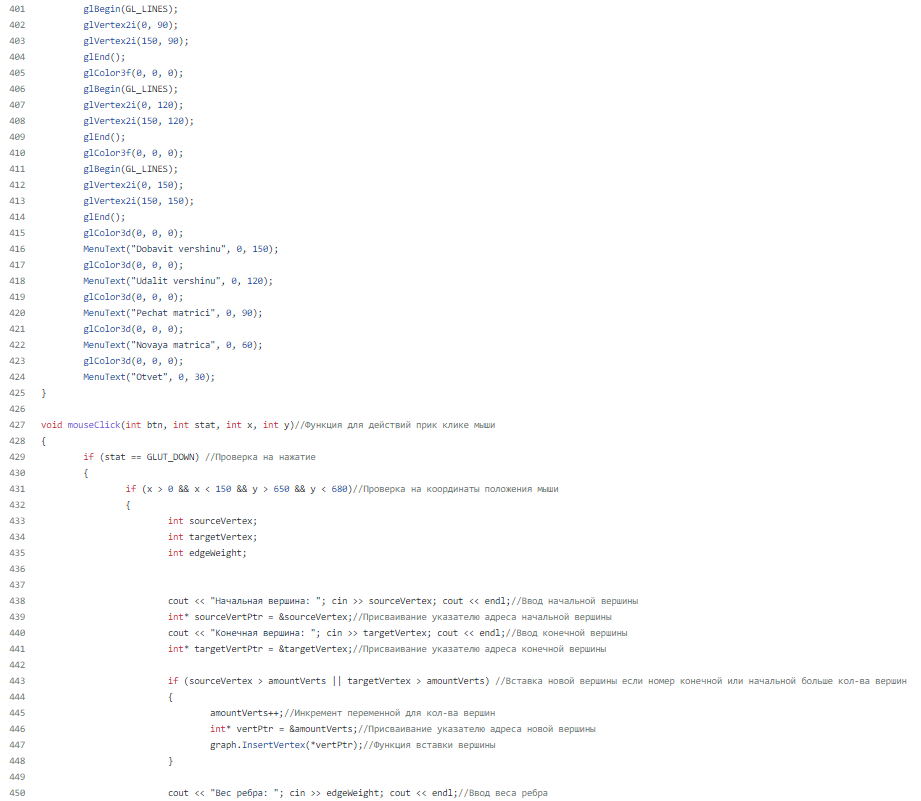 401 glBegin(GL_LINES);
402 glVertex2i(0, 90);
403 glVertex2i(150, 90);
404 glEnd();
405 glColor3f(0, 0, 0);
406 glBegin(GL_LINES);
407 glVertex2i(0, 120);
408 glVertex2i(150, 120);
409 glEnd();
410 glColor3f(0, 0, 0);
411 glBegin(GL_LINES);
412 glVertex2i(0, 150);
413 glVertex2i(150, 150);
414 glEnd();
415 glColor3d(0, 0, 0);
416 MenuText("Dobavit vershinu", 0, 150);
417 glColor3d(0, 0, 0);
418 MenuText("Udalit vershinu", 0, 120);
419 glColor3d(0, 0, 0);
420 MenuText("Pechat matrici", 0, 90);
421 glColor3d(0, 0, 0);
422 MenuText("Novaya matrica", 0, 60);
423 glColor3d(0, 0, 0);
424 MenuText("Otvet", 0, 30);
425 }
426
427 void mouseClick(int btn, int stat, int x, int y)//Функция для действий прик клике мыши
428 {
429 if (stat == GLUT_DOWN) //Проверка на нажатие
430 {
431 if (x > 0 && x < 150 && y > 650 && y < 680)//Проверка на координаты положения мыши
432 {
433 int sourceVertex;
434 int targetVertex;
435 int edgeWeight;
436
437
438 cout << "Начальная вершина: "; cin >> sourceVertex; cout << endl;//Ввод начальной вершины
439 int* sourceVertPtr = &sourceVertex;//Присваивание указателю адреса начальной вершины
440 cout << "Конечная вершина: "; cin >> targetVertex; cout << endl;//Ввод конечной вершины
441 int* targetVertPtr = &targetVertex;//Присваивание указателю адреса конечной вершины
442
443 if (sourceVertex > amountVerts || targetVertex > amountVerts) //Вставка новой вершины если номер конечной или начальной больше кол-ва вершин
444 {
445 amountVerts++;//Инкремент переменной для кол-ва вершин
446 int* vertPtr = &amountVerts;//Присваивание указателю адреса новой вершины
447 graph.InsertVertex(*vertPtr);//Функция вставки вершины
448 }
449
450 cout << "Вес ребра: "; cin >> edgeWeight; cout << endl;//Ввод веса ребра